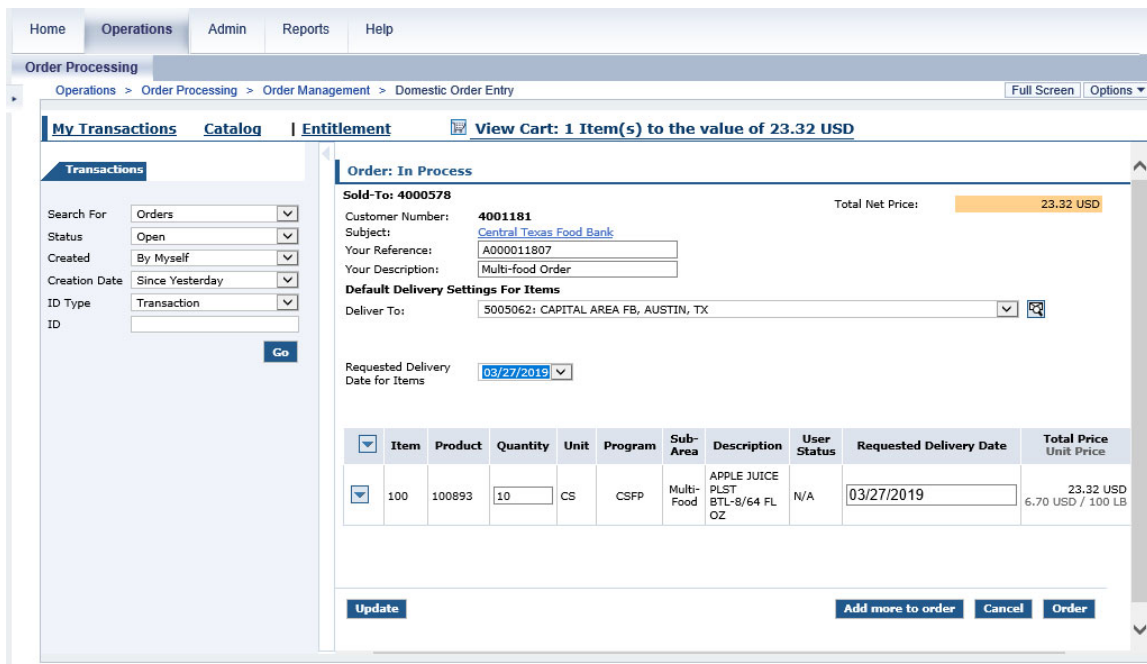 Home Operations Admin Reports Help
Order Processing
Operations > Order Processing > Order Management > Domestic Order Entry Full Screen Options
My Transactions Catalog | Entitlement View Cart: 1 Item(s) to the value of 23.32 USD
Transactions
Search For Orders
Status Open
Created By Myself
Creation Date Since Yesterday
ID Type Transaction
ID
Go
Order: In Process
Sold-To: 4000578
Total Net Price: 23.32 USD
Customer Number: 4001181
Subject: Central Texas Food Bank
Your Reference: A000011807
Your Description: Multi-food Order
Default Delivery Settings For Items
Deliver To: 5005062: CAPITAL AREA FB, AUSTIN, TX
Requested Delivery
Date for Items
03/27/2019
Item Product Quantity Unit Program Sub-Area Description User Status Requested Delivery Date Total Price Unit Price
100 100893 10 CS CSFP Multi-Food APPLE JUICE PLST BTL-8/64 FL OZ N/A 03/27/2019 23.32 USD 6.70 USD / 100 LB
Update Add more to order Cancel Order